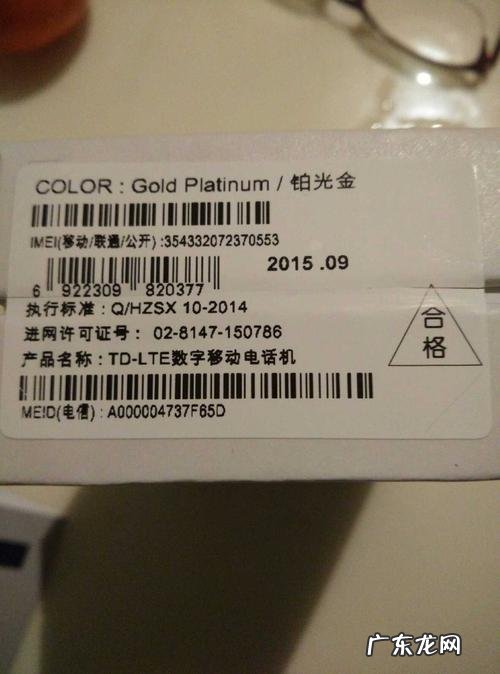 COLOR : Gold Platinum / 铂光金
IMEI(移动/联通/公开) :354332072370553
2015 .09
6 922309 820377
执行标准 : Q/HZSX 10-2014
进网许可证号 : 02-8147-150786
合格
产品名称 : TD-LTE数字移动电话机
MEID(电信) : A000004737F65D
广东龙网